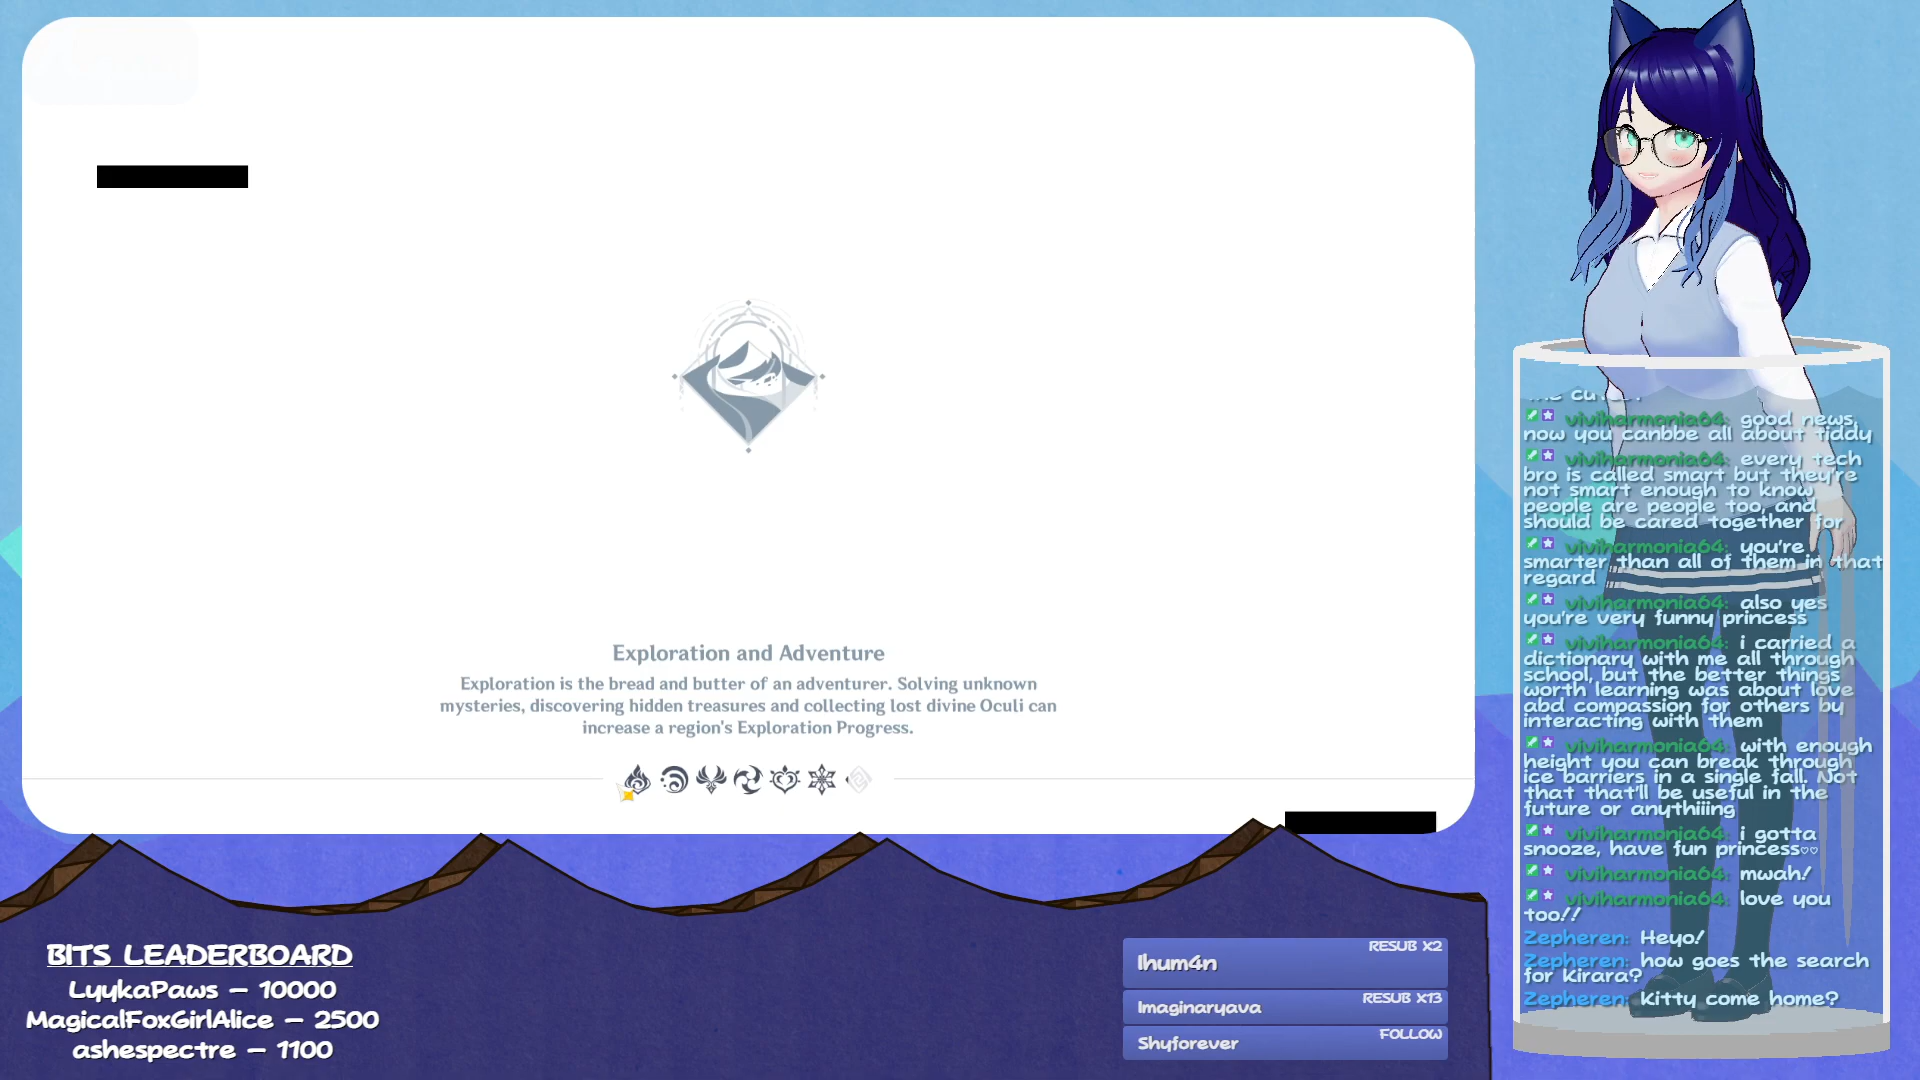 Exploration and Adventure
Exploration is the bread and butter of an adventurer. Solving unknown
mysteries, discovering hidden treasures and collecting lost divine Oculi can
increase a region's Exploration Progress.
BITS LEADERBOARD
LyykaPaws – 10000
MagicalFoxGirlAlice – 2500
ashespectre – 1100
lhum4n RESUB X2
Imaginaryava RESUB X13
Shyforever FOLLOW
viviharmonia64: good news,
now you canbbe all about tiddy
viviharmonia64: every tech
bro is called smart but they're
not smart enough to know
people are people too, and
should be cared together for
viviharmonia64: you're
smarter than all of them in that
regard
viviharmonia64: also yes
you're very funny princess
viviharmonia64: i carried a
dictionary with me all through
school, but the better things
worth learning was about love
abd compassion for others by
interacting with them
viviharmonia64: with enough
height you can break through
ice barriers in a single fall. Not
that that'll be useful in the
future or anythiiing
viviharmonia64: i gotta
snooze, have fun princess♡♡
viviharmonia64: mwah!
viviharmonia64: love you
too!!
Zepheren: Heyo!
Zepheren: how goes the search
for Kirara?
Zepheren: Kitty come home?